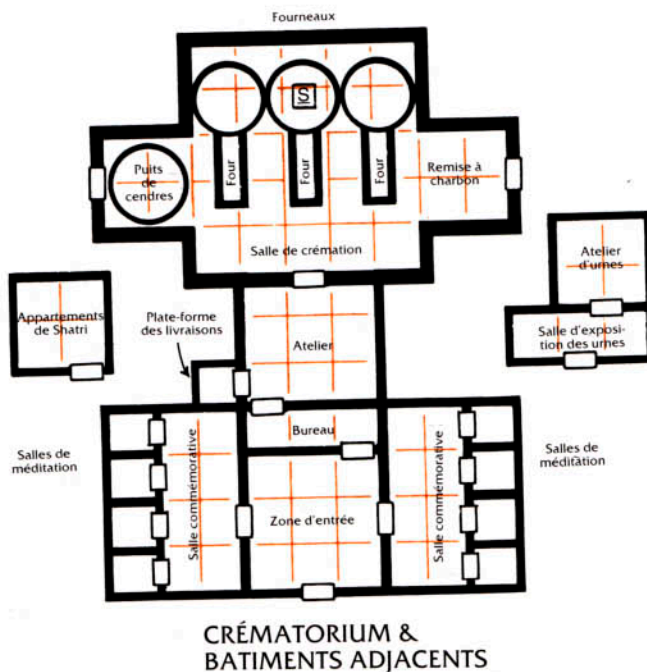 Fourneaux
S
Puits
de
cendres
Four
Four
Four
Remise à
charbon
Salle de crémation
Atelier
d'urnes
Appartements
de Shatri
Plate-forme
des livraisons
Atelier
Salle d'exposi-
tion des urnes
Bureau
Salles de
méditation
Salle commémorative
Zone d'entrée
Salle commémorative
Salles de
méditation
CRÉMATORIUM &
BATIMENTS ADJACENTS